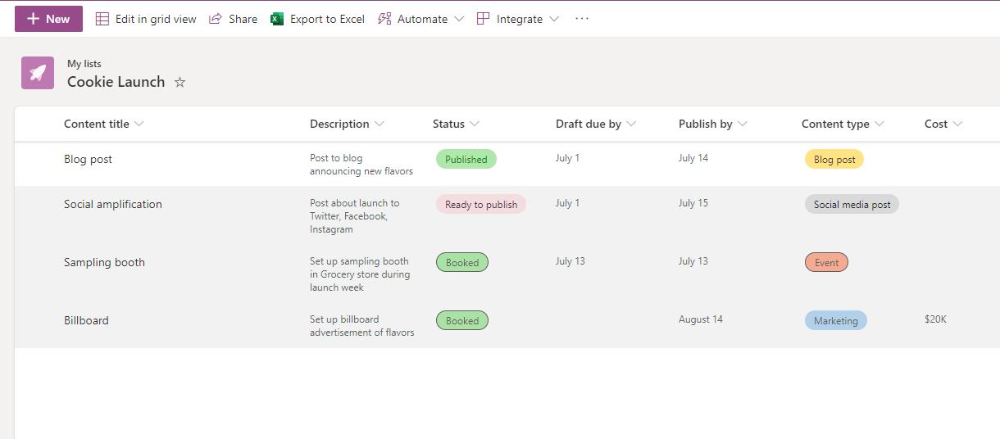 New Edit in grid view Share Export to Excel Automate Integrate ...
My lists
Cookie Launch
Content title Description Status Draft due by Publish by Content type Cost
Blog post Post to blog Published July 1 July 14 Blog post
announcing new flavors
Social amplification Post about launch to Ready to publish July 1 July 15 Social media post
Twitter, Facebook,
Instagram
Sampling booth Set up sampling booth Booked July 13 July 13 Event
in Grocery store during
launch week
Billboard Set up billboard Booked August 14 Marketing $20K
advertisement of flavors